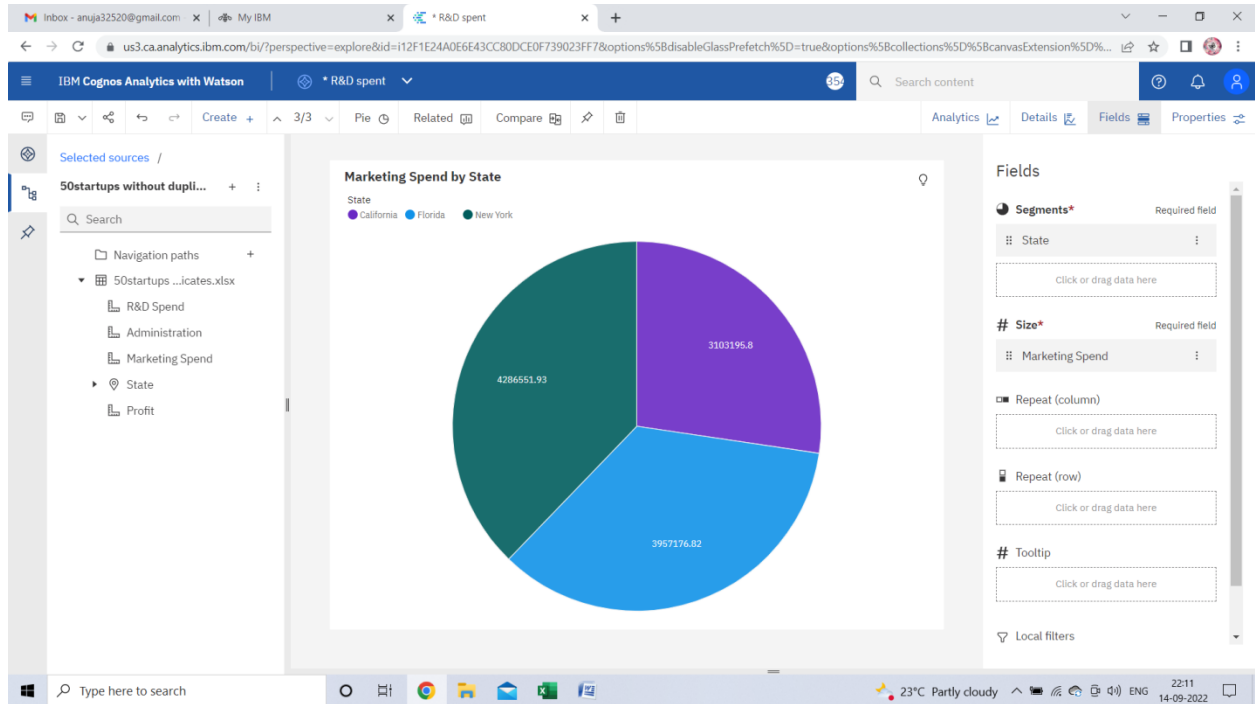 Inbox - anuja32520@gmail.com
My IBM
* R&D spent
us3.ca.analytics.ibm.com/bi/?perspective=explore&id=i12F1E24A0E6E43CC80DCE0F739023FF7&options%5BdisableGlassPrefetch%5D=true&options%5Bcollections%5D%5BcanvasExtension%5D%...
IBM Cognos Analytics with Watson
* R&D spent
Search content
3/3
Create +
Pie
Related
Compare
Analytics
Details
Fields
Properties
Selected sources /
50startups without dupli...
Search
Navigation paths
50startups ...icates.xlsx
R&D Spend
Administration
Marketing Spend
State
Profit
Marketing Spend by State
State
California Florida New York
3103195.8
4286551.93
3957176.82
Fields
Segments* Required field
State
Click or drag data here
# Size* Required field
Marketing Spend
Repeat (column)
Click or drag data here
Repeat (row)
Click or drag data here
# Tooltip
Click or drag data here
Local filters
Type here to search
23°C Partly cloudy
ENG
22:11
14-09-2022